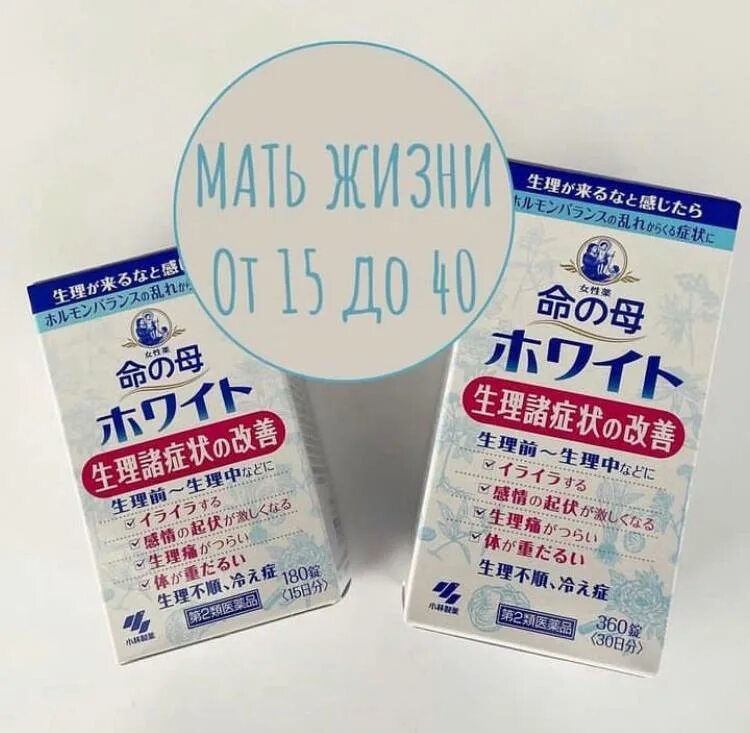 МАТЬ ЖИЗНИ
ОТ 15 ДО 40
生理が来るなと感じ
ホルモンバランスの乱れか
女性薬
命の母
ホワイト
生理諸症状の改善
生理前〜生理中などに
イライラする
感情の起伏が激しくなる
生理痛がつらい
体が重だるい
生理不順、冷え症
小林製薬
第2類医薬品
180錠
〈15日分〉
生理が来るなと感じたら
ホルモンバランスの乱れからくる症状に
女性薬
命の母
ホワイト
生理諸症状の改善
生理前〜生理中などに
イライラする
感情の起伏が激しくなる
生理痛がつらい
体が重だるい
生理不順、冷え症
小林製薬
第2類医薬品
360錠
〈30日分〉